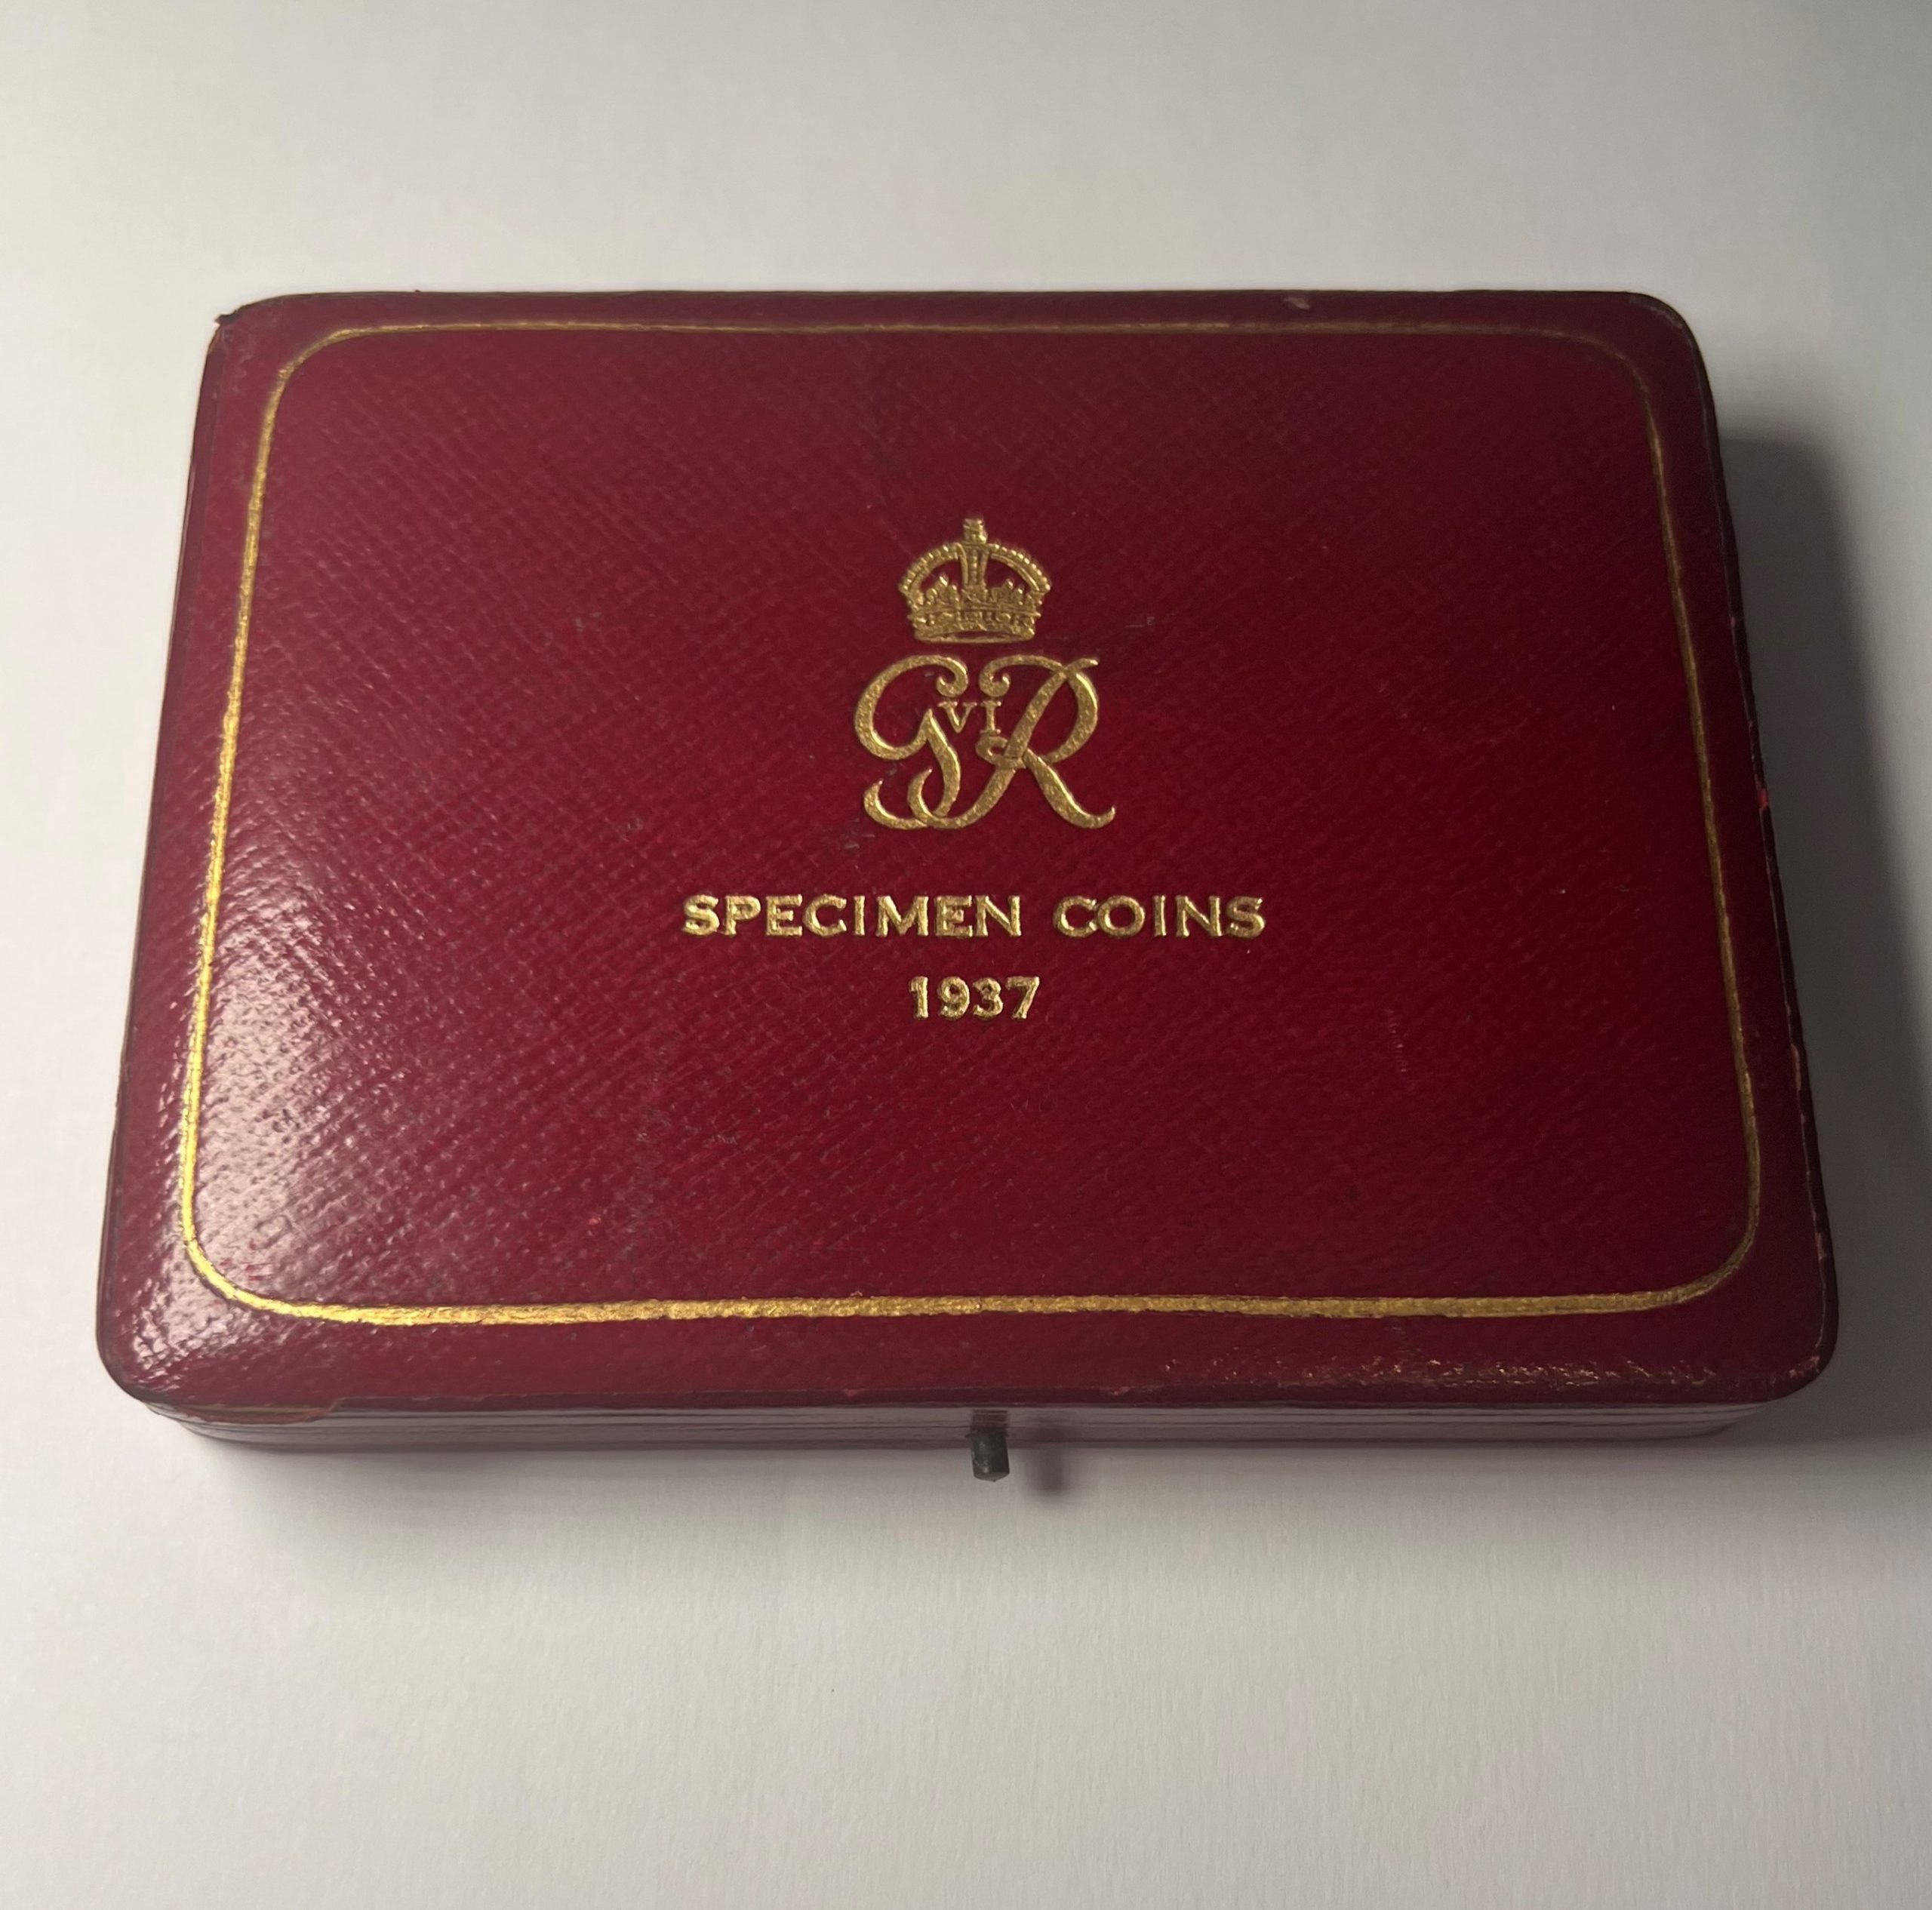 GVIR
SPECIMEN COINS
1937